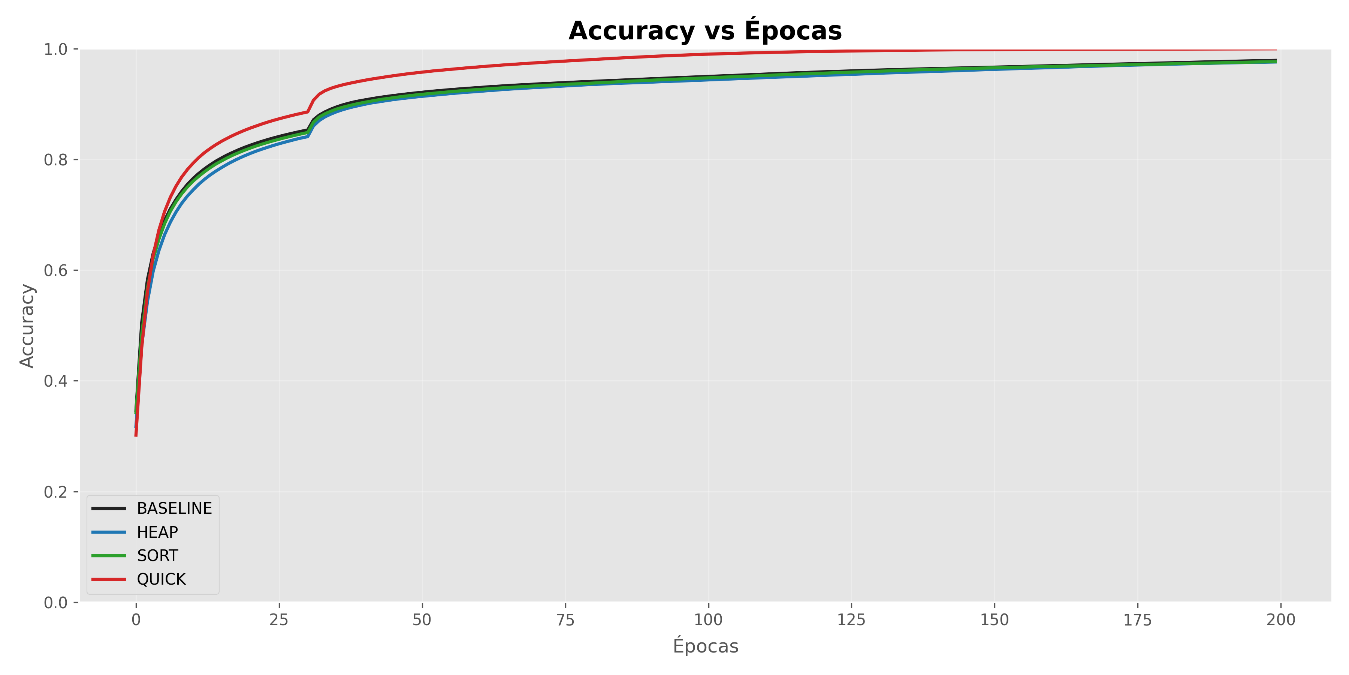 Accuracy vs Épocas
1.0
0.8
0.6
0.4
0.2
0.0
Accuracy
BASELINE
HEAP
SORT
QUICK
0 25 50 75 100 125 150 175 200
Épocas